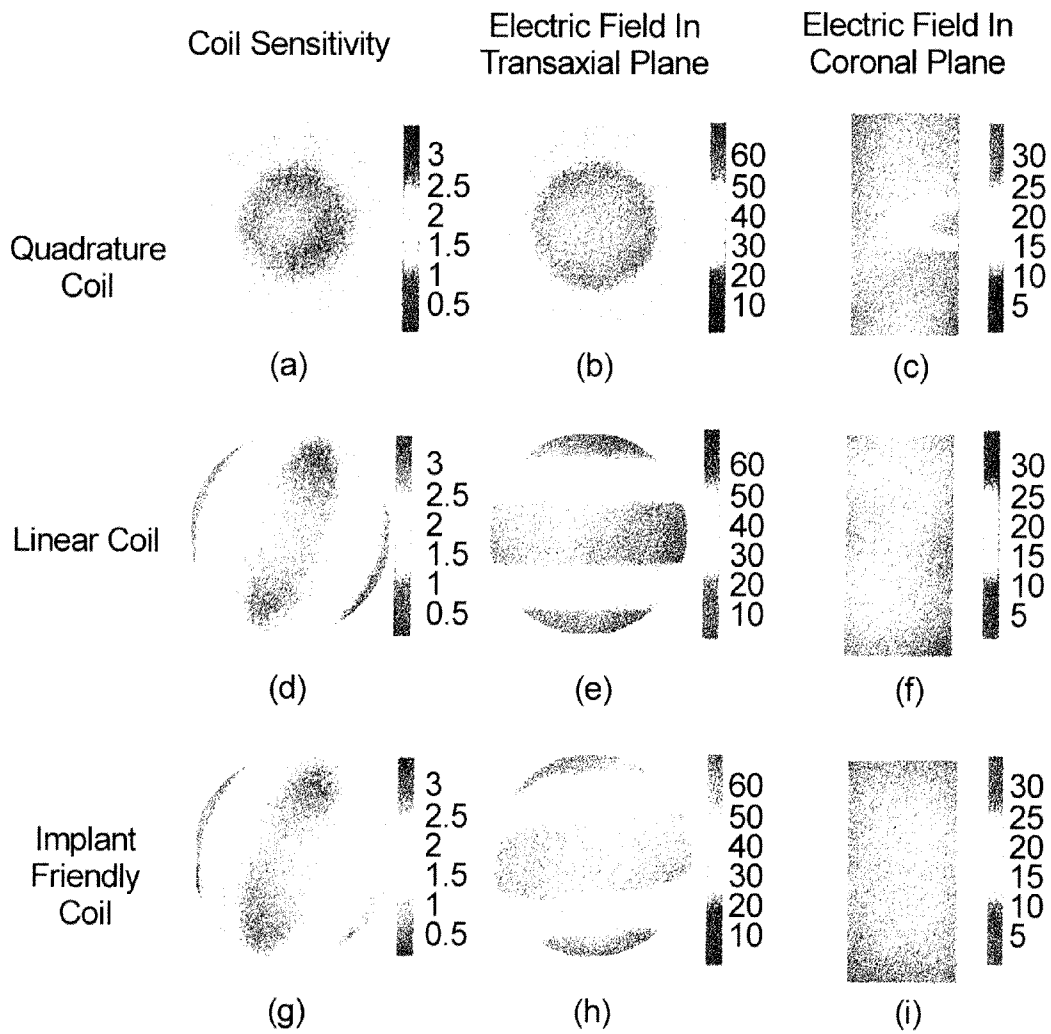 Coil Sensitivity
Electric Field In
Transaxial Plane
Electric Field In
Coronal Plane
Quadrature
Coil
3
2.5
2
1.5
1
0.5
60
50
40
30
20
10
30
25
20
15
10
5
(a)
(b)
(c)
Linear Coil
3
2.5
2
1.5
1
0.5
60
50
40
30
20
10
30
25
20
15
10
5
(d)
(e)
(f)
Implant
Friendly
Coil
3
2.5
2
1.5
1
0.5
60
50
40
30
20
10
30
25
20
15
10
5
(g)
(h)
(i)